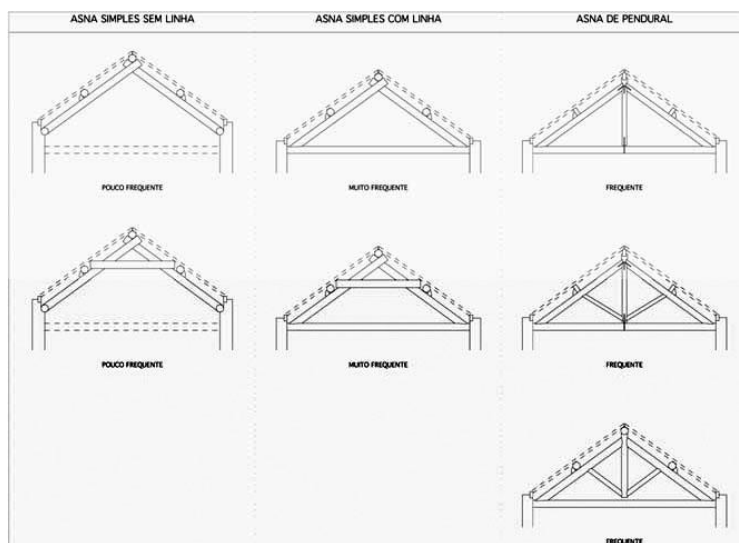 ASNA SIMPLES SEM LINHA
ASNA SIMPLES COM LINHA
ASNA DE PENDURAL
POUCO FREQUENTE
MUITO FREQUENTE
FREQUENTE
POUCO FREQUENTE
MUITO FREQUENTE
FREQUENTE
FREQUENTE